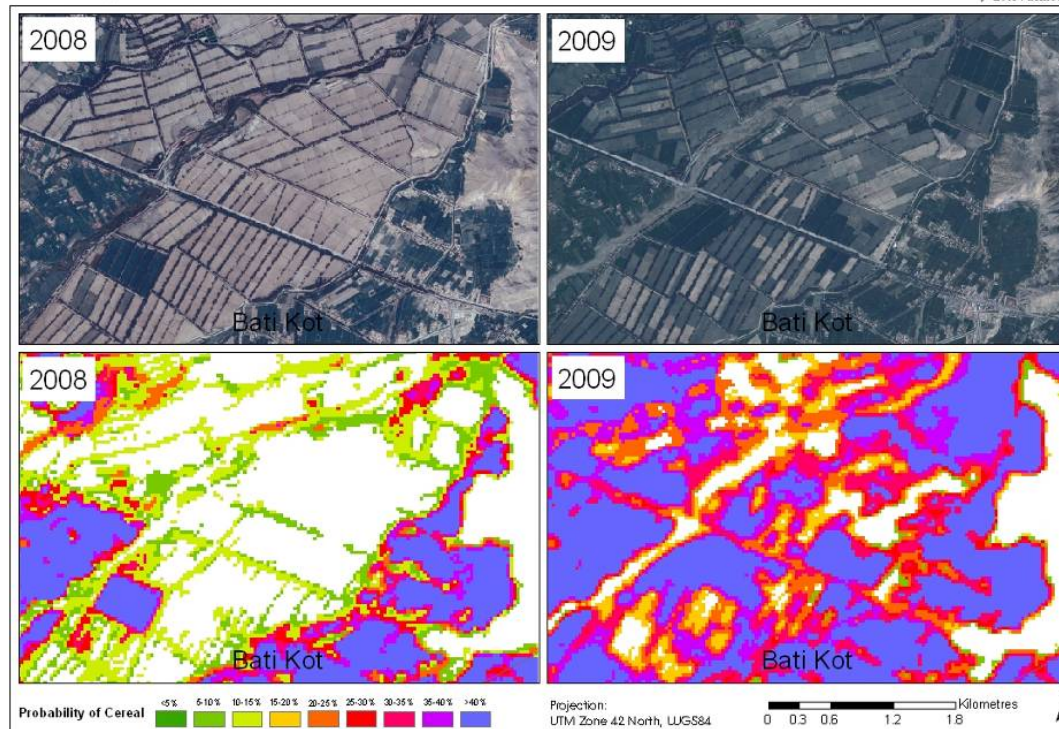 2008
2009
Bati Kot
Bati Kot
2008
2009
Bati Kot
Bati Kot
Probability of Cereal
<5% 5-10% 10-15% 15-20% 20-25% 25-30% 30-35% 35-40% >40%
Projection:
UTM Zone 42 North, WGS84
Kilometres
0 0.3 0.6 1.2 1.8